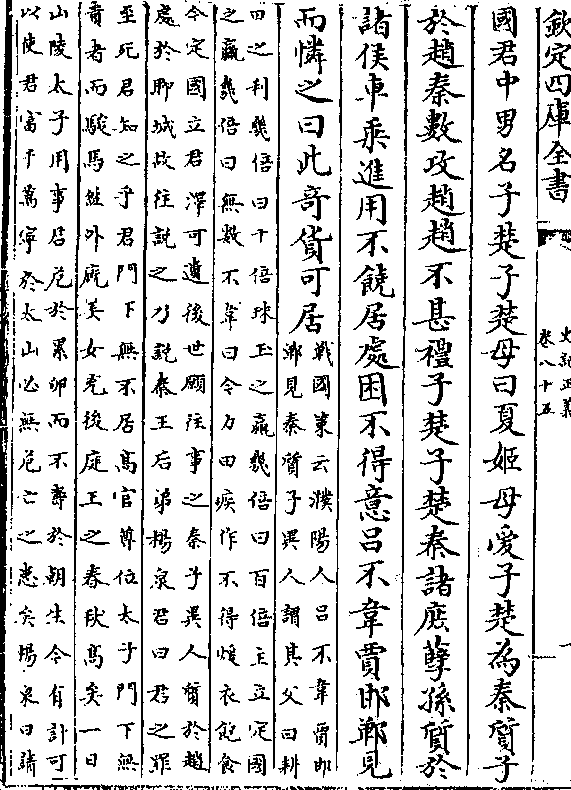 欽定四庫全書
史記正義
卷八十五
一
國君中男名子楚子楚母曰夏姬毋愛子楚為秦質子
於趙秦數攻趙趙不甚禮子楚子楚秦諸庶孽孫質於
諸侯車乘進用不饒居處困不得意呂不韋賈邯鄲見
而憐之曰此奇貨可居
戰國策云濮陽人呂不韋賈邯
鄲見秦質子異人謂其父曰耕
田之利幾倍曰十倍珠玉之贏幾倍曰百倍主立定國
之贏幾倍曰無數不韋曰今力田疾作不得煖衣飽食
今定國立君澤可遺後世願往事之秦子異人質於趙
處於聊城故往說之乃說秦王后弟楊泉君曰君之罪
至死君知之乎君門下無不居高官尊位太子門下無
貴者而駿馬盈外廐美女充後庭王之春秋高矣一日
山陵太子用事君危於累卵而不壽於朝生今有計可
以使君富千萬寧於太山必無危亡之患矣楊泉曰請